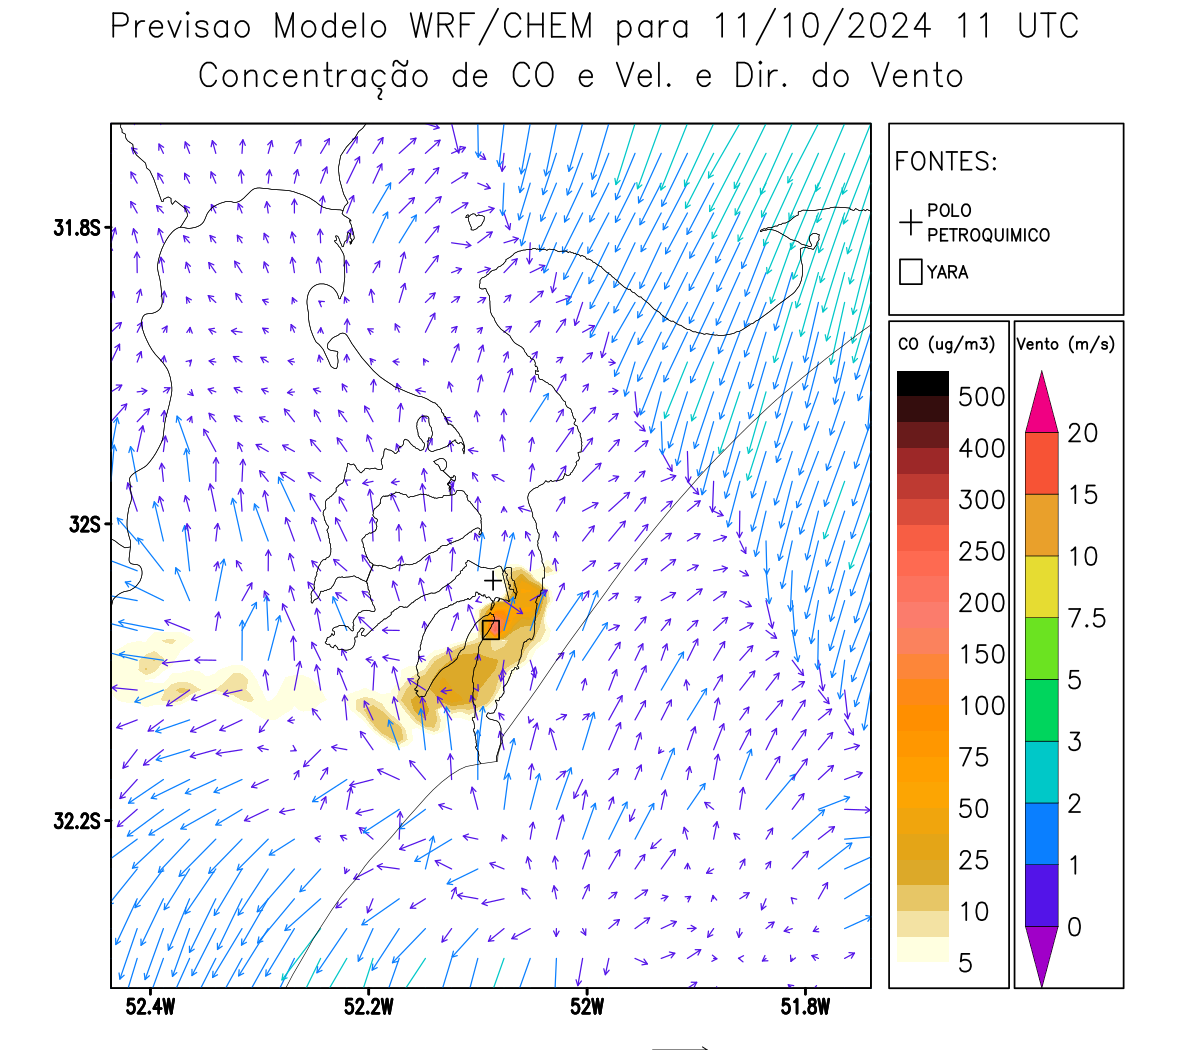 Previsao Modelo WRF/CHEM para 11/10/2024 11 UTC
Concentração de CO e Vel. e Dir. do Vento
FONTES:
POLO
PETROQUIMICO
YARA
CO (ug/m3)
500
400
300
250
200
150
100
75
50
25
10
5
Vento (m/s)
20
15
10
7.5
5
3
2
1
0
31.8S
32S
32.2S
52.4W
52.2W
52W
51.8W